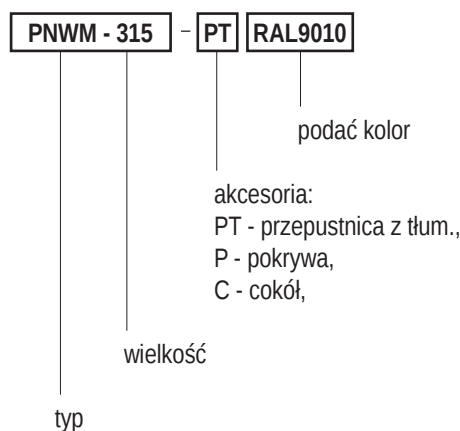 PNWM - 315 - PT RAL9010
podać kolor
akcesoria:
PT - przepustnica z tłum.,
P - pokrywa,
C - cokół,
wielkość
typ